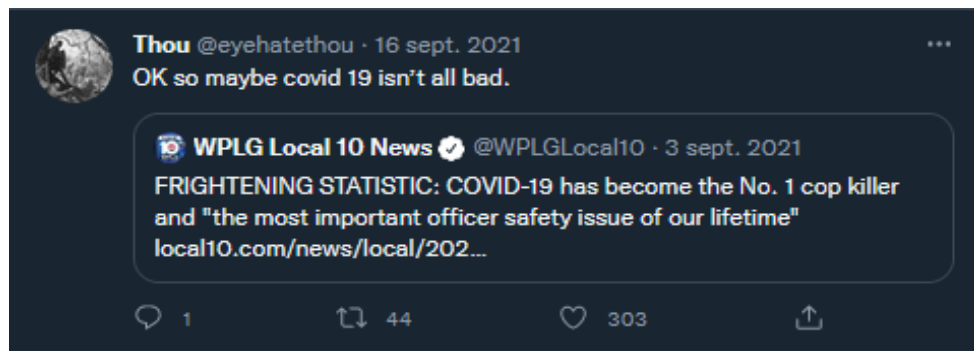 Thou @eyehatethou · 16 sept. 2021
OK so maybe covid 19 isn't all bad.
WPLG Local 10 News @WPLGLocal10 · 3 sept. 2021
FRIGHTENING STATISTIC: COVID-19 has become the No. 1 cop killer
and "the most important officer safety issue of our lifetime"
local10.com/news/local/202...
1 44 303